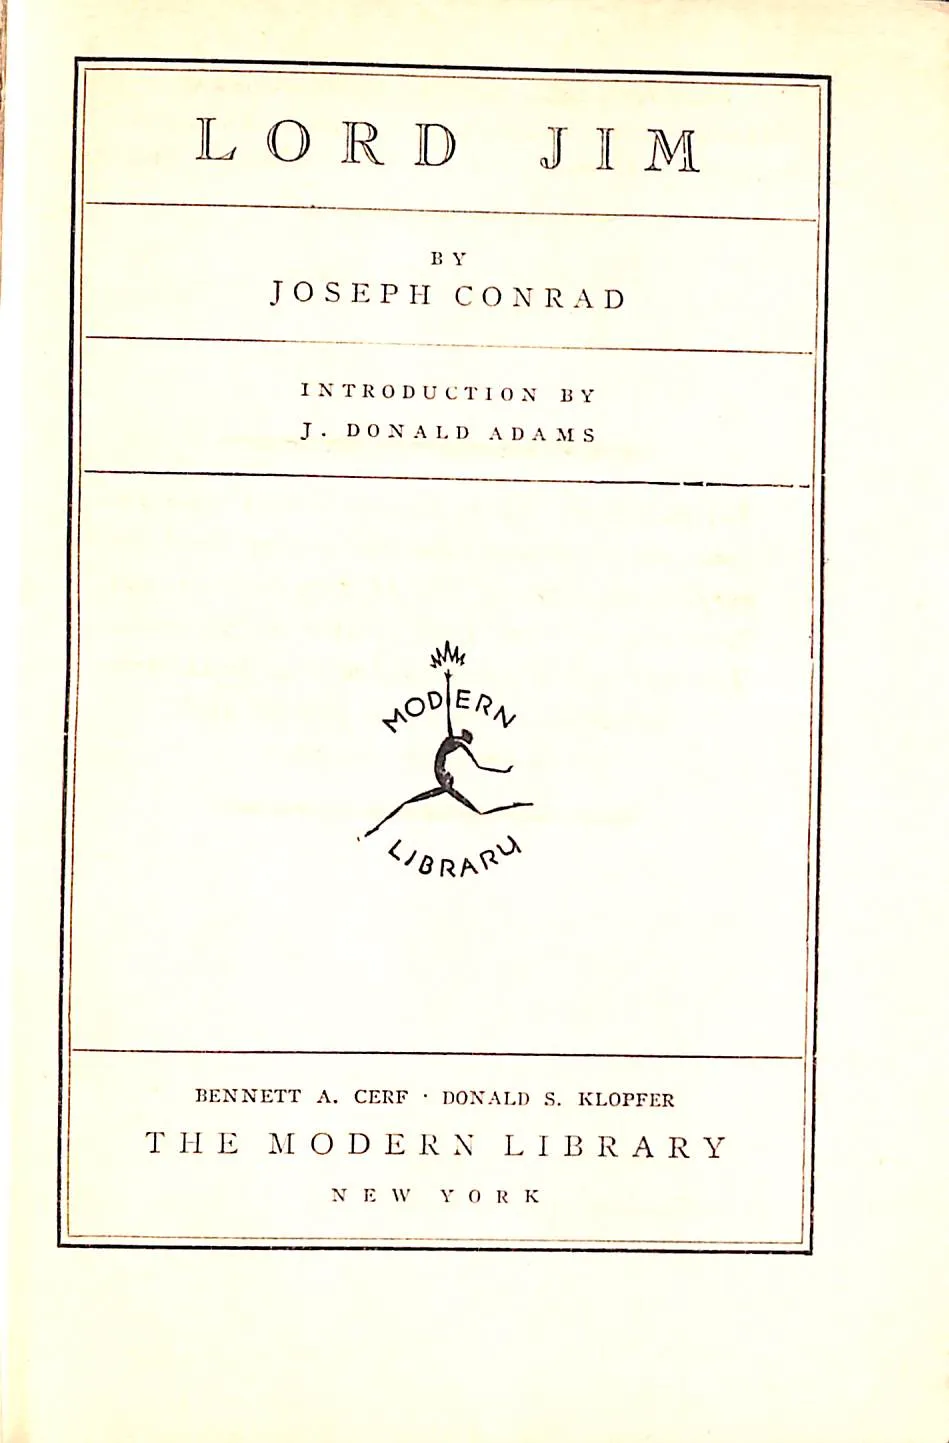 LORD JIM
BY
JOSEPH CONRAD
INTRODUCTION BY
J. DONALD ADAMS
MODERN
LIBRARY
BENNETT A. CERF · DONALD S. KLOPFER
THE MODERN LIBRARY
NEW YORK